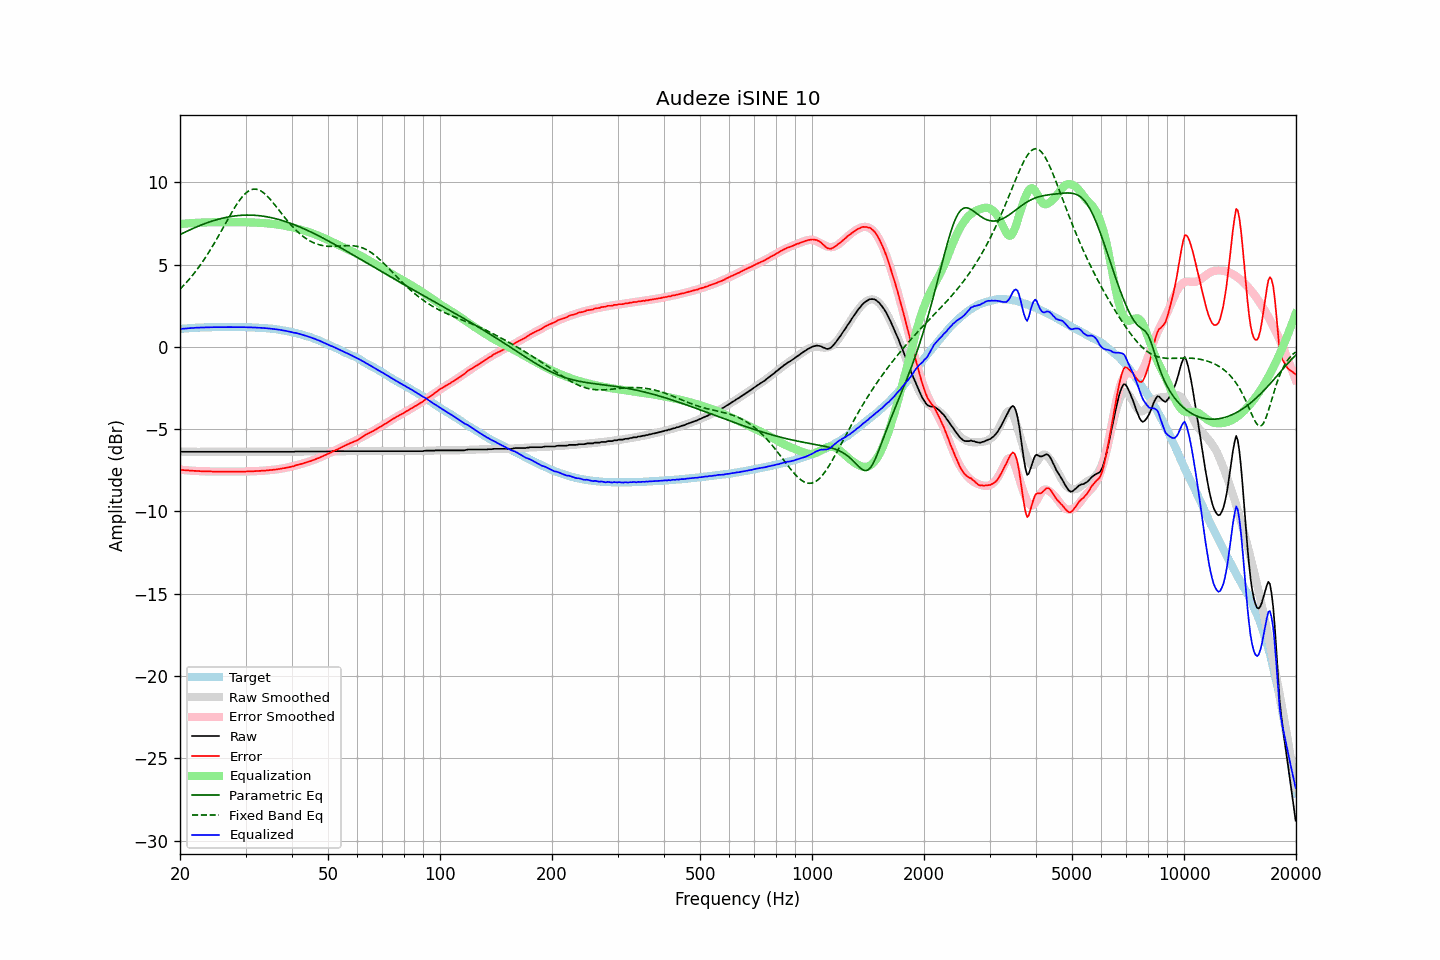 Audeze iSINE 10
Amplitude (dBr)
10
5
0
−5
−10
−15
−20
−25
−30
Target
Raw Smoothed
Error Smoothed
Raw
Error
Equalization
Parametric Eq
Fixed Band Eq
Equalized
20
50
100
200
500
1000
2000
5000
10000
20000
Frequency (Hz)